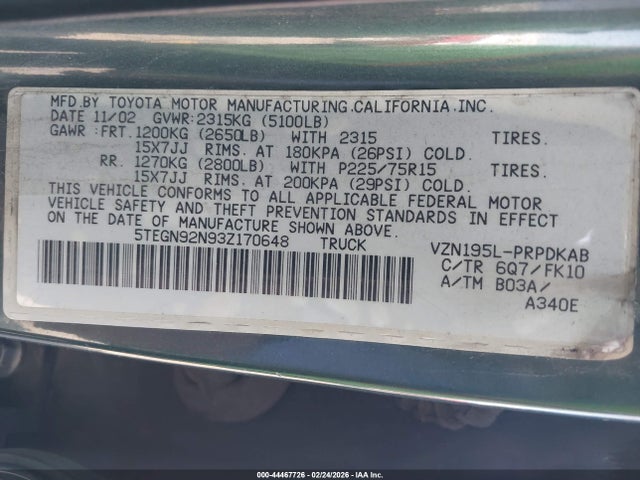 MFD.BY TOYOTA MOTOR MANUFACTURING.CALIFORNIA.INC.
DATE 11/02 GVWR:2315KG (5100LB)
GAWR : FRT. 1200KG (2650LB) WITH 2315 TIRES.
15X7JJ RIMS. AT 180KPA (26PSI) COLD.
RR. 1270KG (2800LB) WITH P225/75R15 TIRES.
15X7JJ RIMS. AT 200KPA (29PSI) COLD.
THIS VEHICLE CONFORMS TO ALL APPLICABLE FEDERAL MOTOR
VEHICLE SAFETY AND THEFT PREVENTION STANDARDS IN EFFECT
ON THE DATE OF MANUFACTURE SHOWN ABOVE.
5TEGN92N93Z170648 TRUCK VZN195L-PRPDKAB
C/TR 6Q7/FK10
A/TM B03A/
A340E
000-44467726 - 02/24/2026 - IAA Inc.